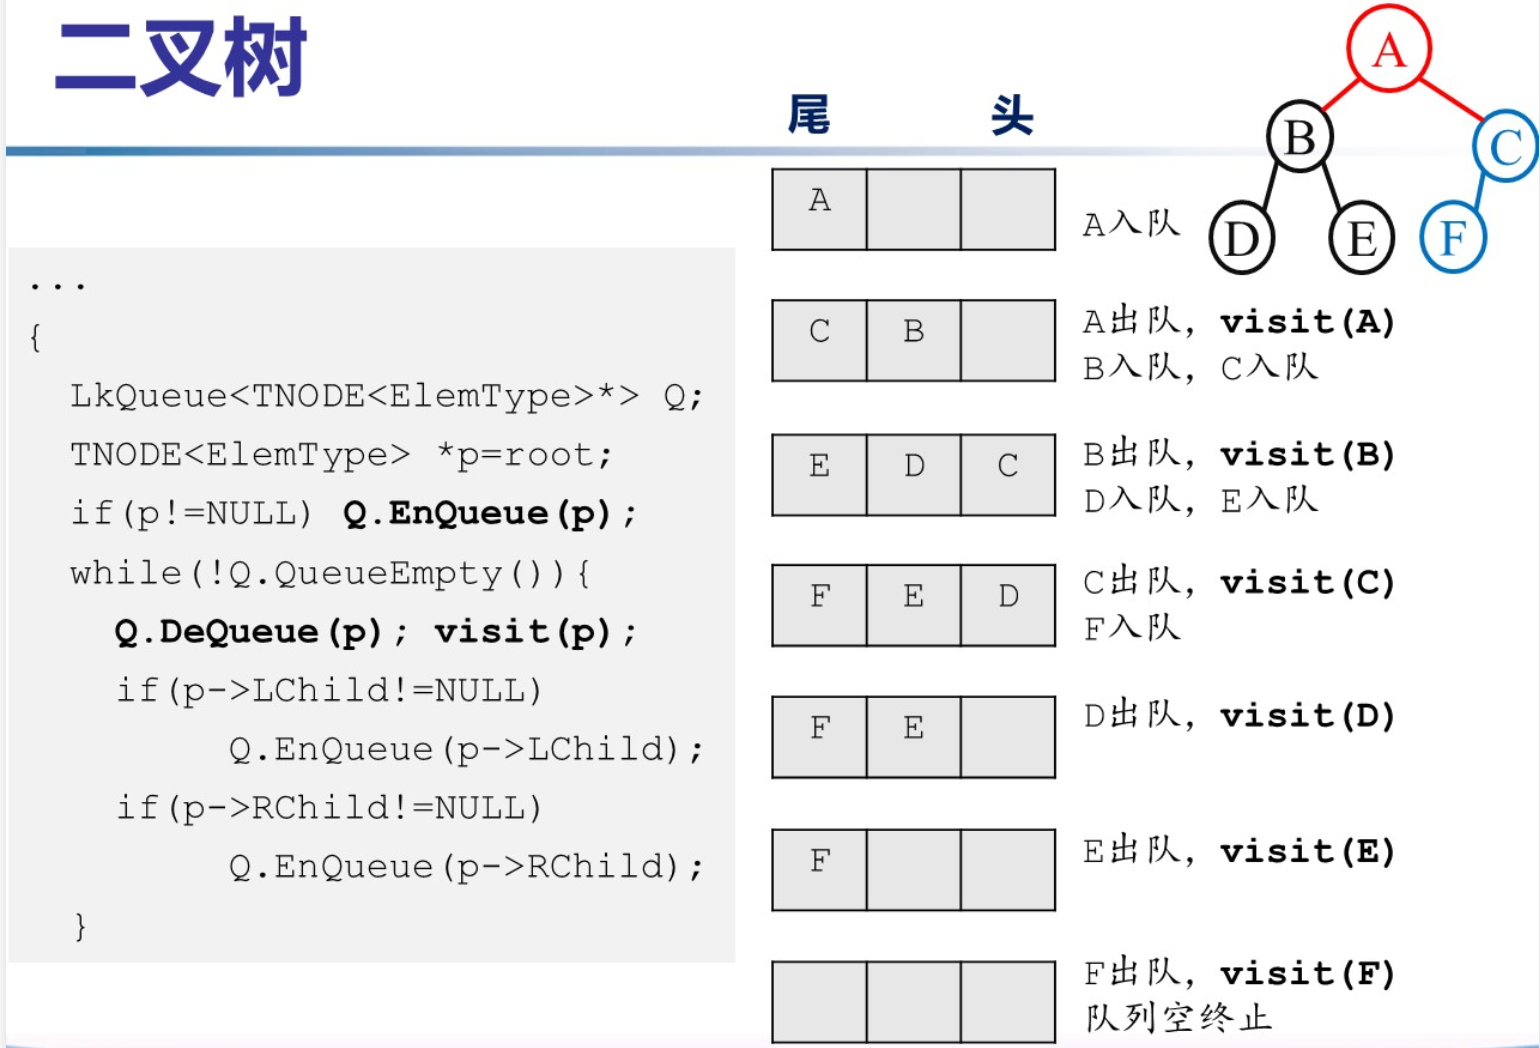 二叉树
...
{
LkQueue<TNODE<ElemType>*> Q;
TNODE<ElemType> *p=root;
if(p!=NULL) Q.EnQueue(p);
while(!Q.QueueEmpty()){
Q.DeQueue(p); visit(p);
if(p->LChild!=NULL)
Q.EnQueue(p->LChild);
if(p->RChild!=NULL)
Q.EnQueue(p->RChild);
}
尾 头
A
A入队
C B
A出队，visit(A)
B入队，C入队
E D C
B出队，visit(B)
D入队，E入队
F E D
C出队，visit(C)
F入队
F E
D出队，visit(D)
F
E出队，visit(E)
F出队，visit(F)
队列空终止
A
B C
D E F